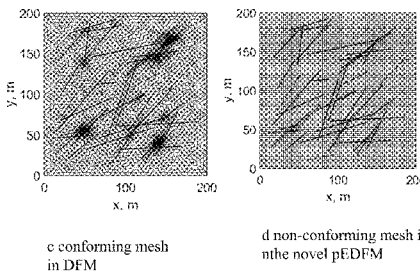 200
150
100
50
0
y, m
0 100 200
x, m
200
150
100
50
0
y, m
0 100 200
x, m
c conforming mesh
in DFM
d non-conforming mesh i
nthe novel pEDFM